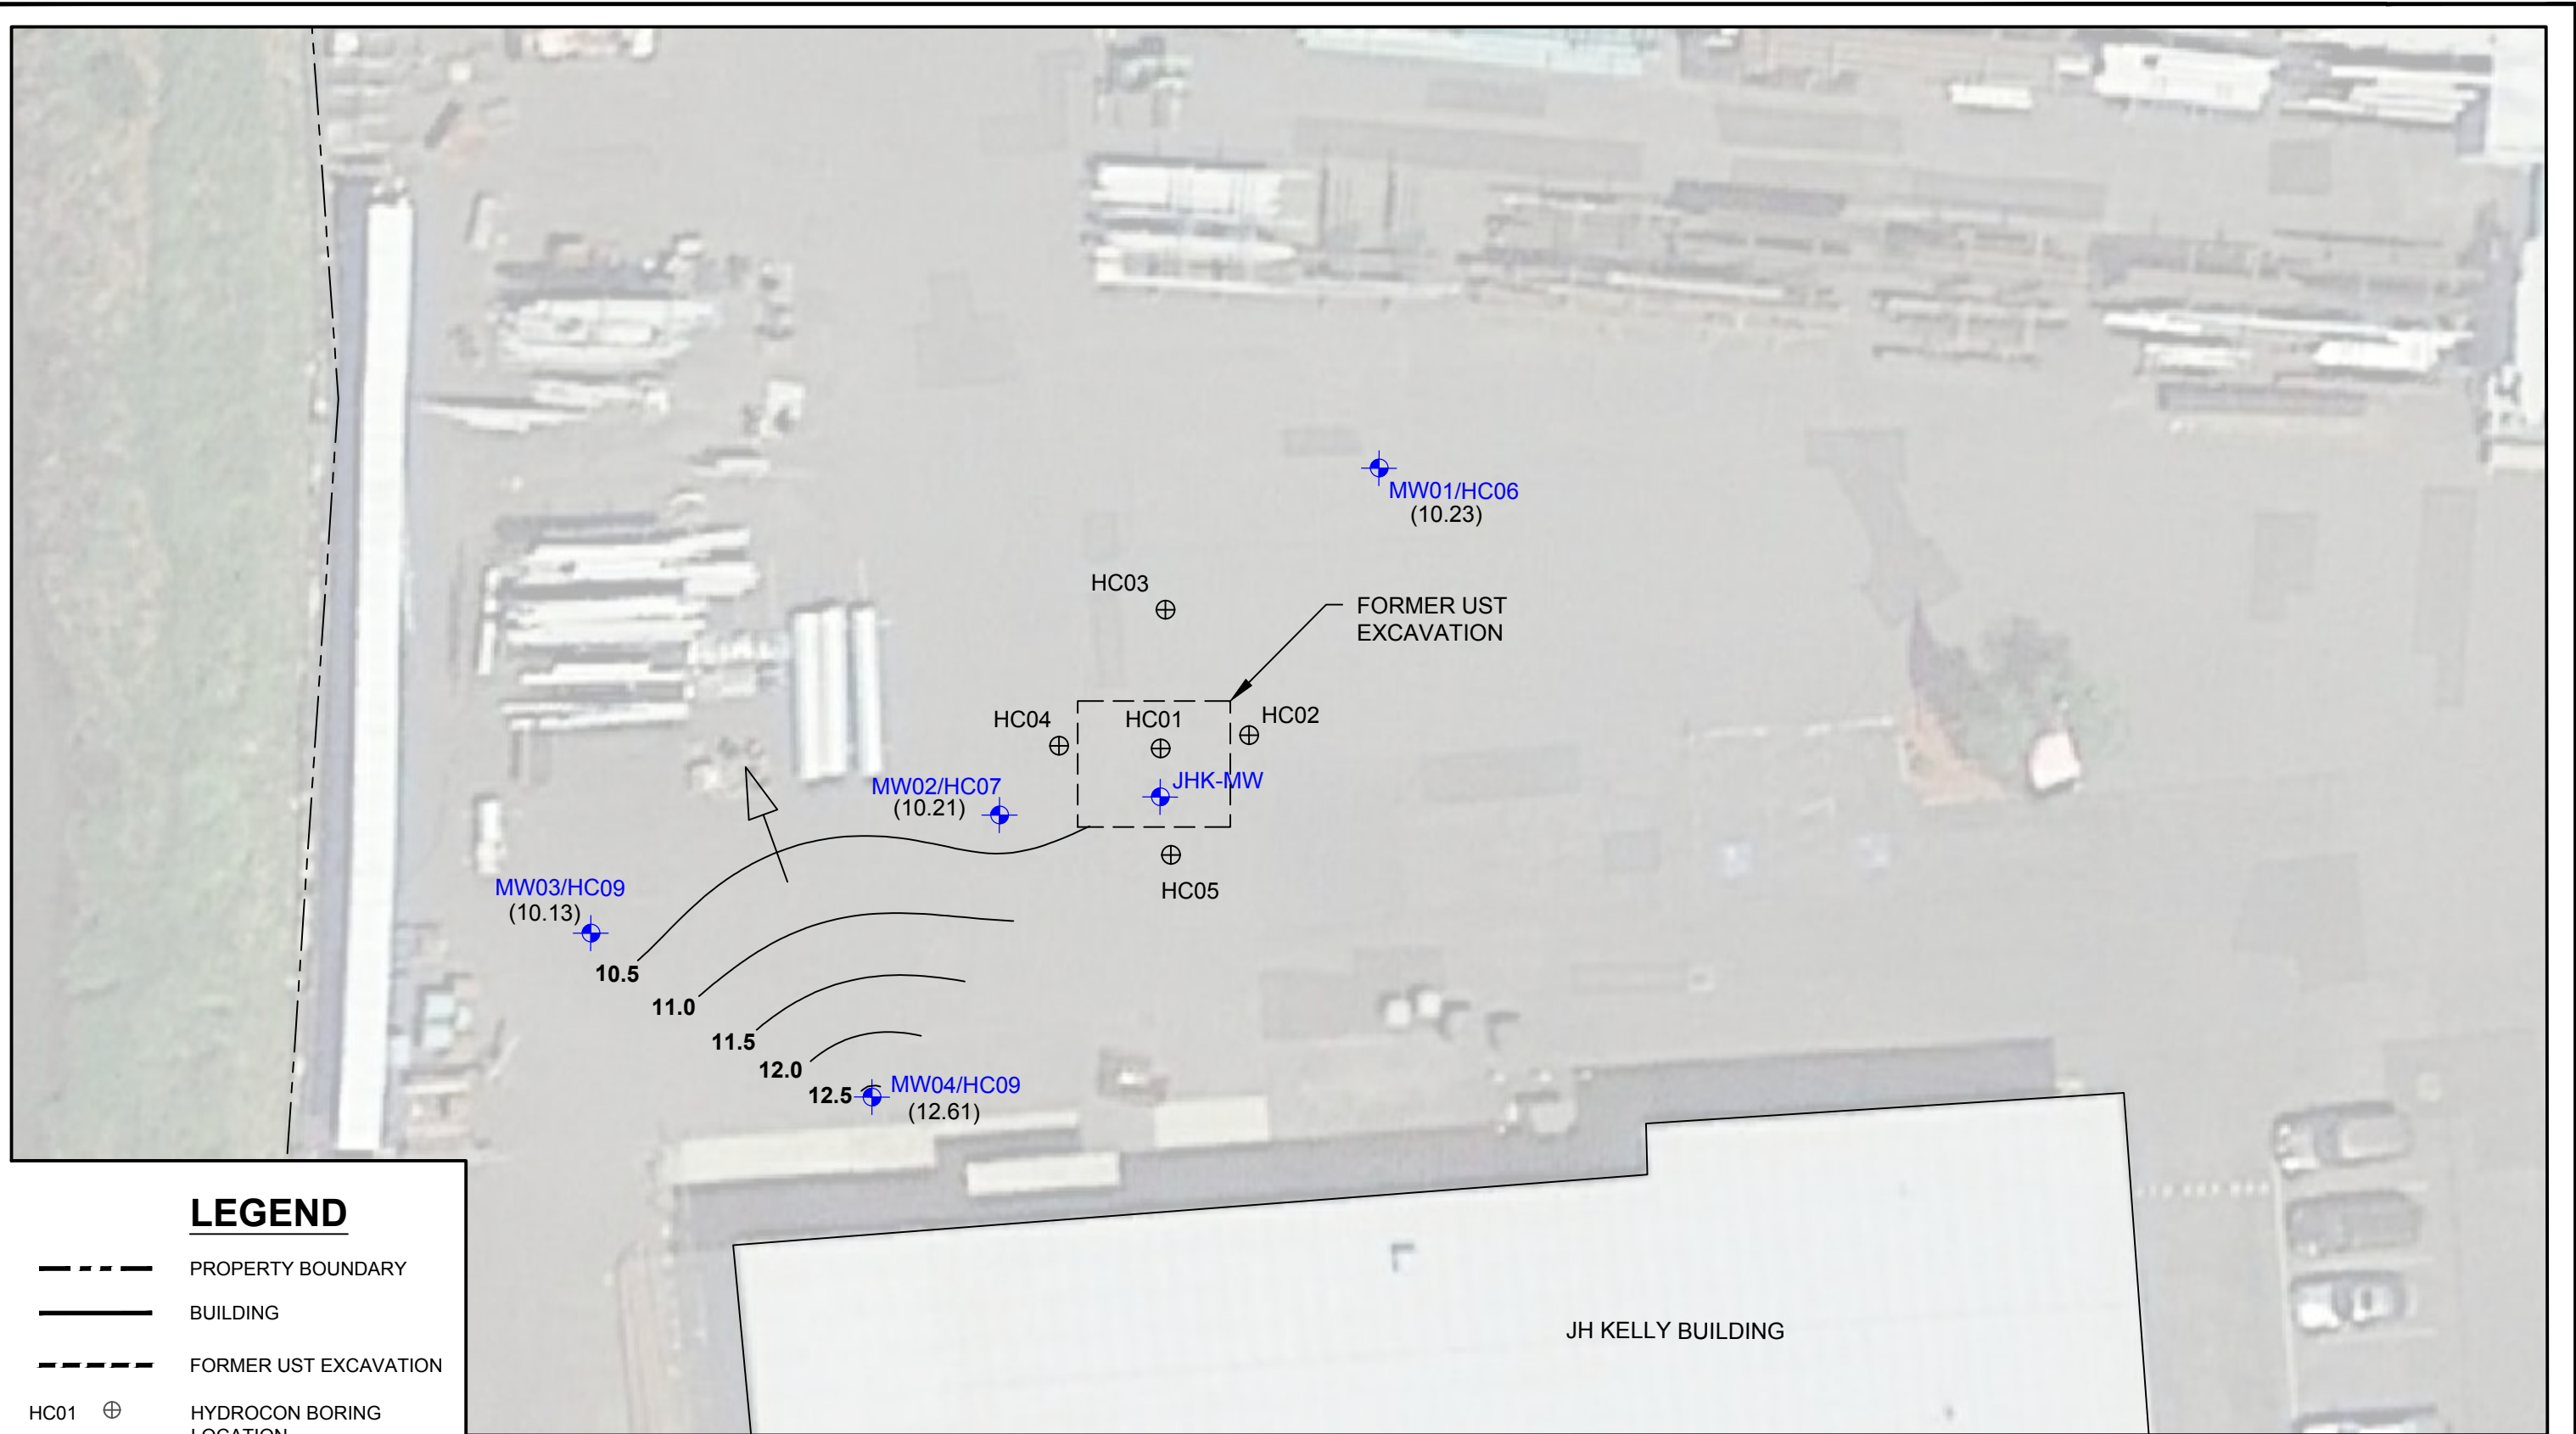 MW01/HC06
(10.23)
HC03
FORMER UST
EXCAVATION
HC04
HC01
HC02
MW02/HC07
(10.21)
JHK-MW
HC05
MW03/HC09
(10.13)
10.5
11.0
11.5
12.0
12.5
MW04/HC09
(12.61)
JH KELLY BUILDING
LEGEND
PROPERTY BOUNDARY
BUILDING
FORMER UST EXCAVATION
HC01
HYDROCON BORING
LOCATION